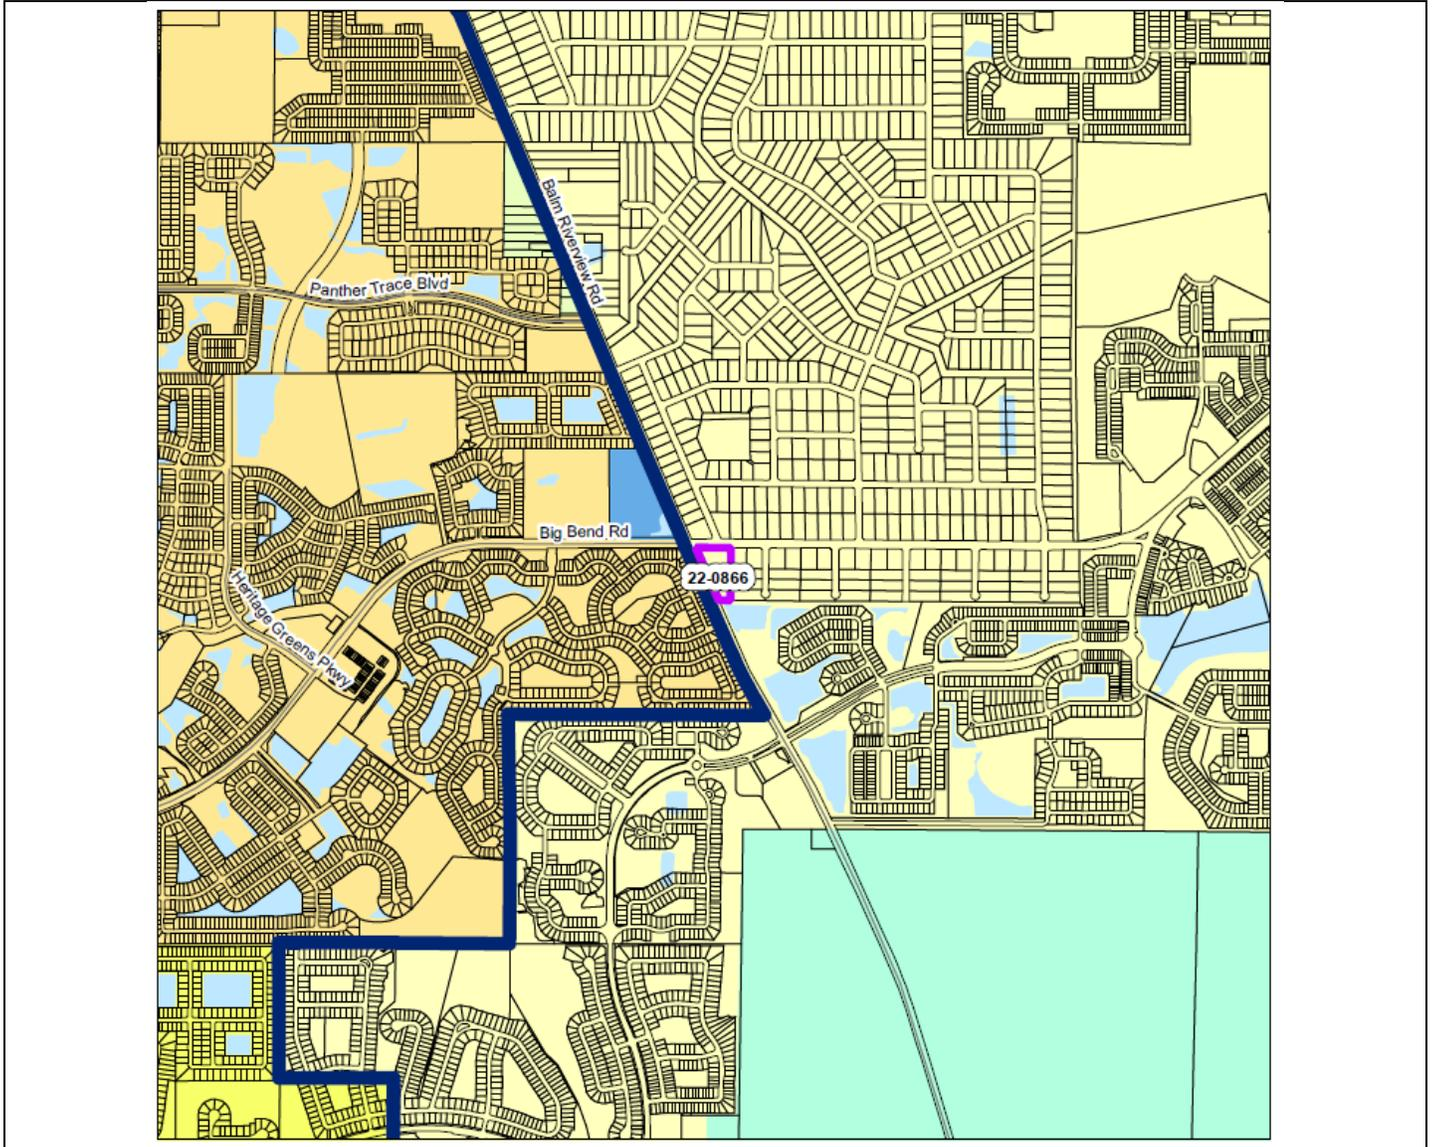 Balm Riverview Rd
Panther Trace Blvd
Big Bend Rd
22-0866
Heritage Greens Pkwy